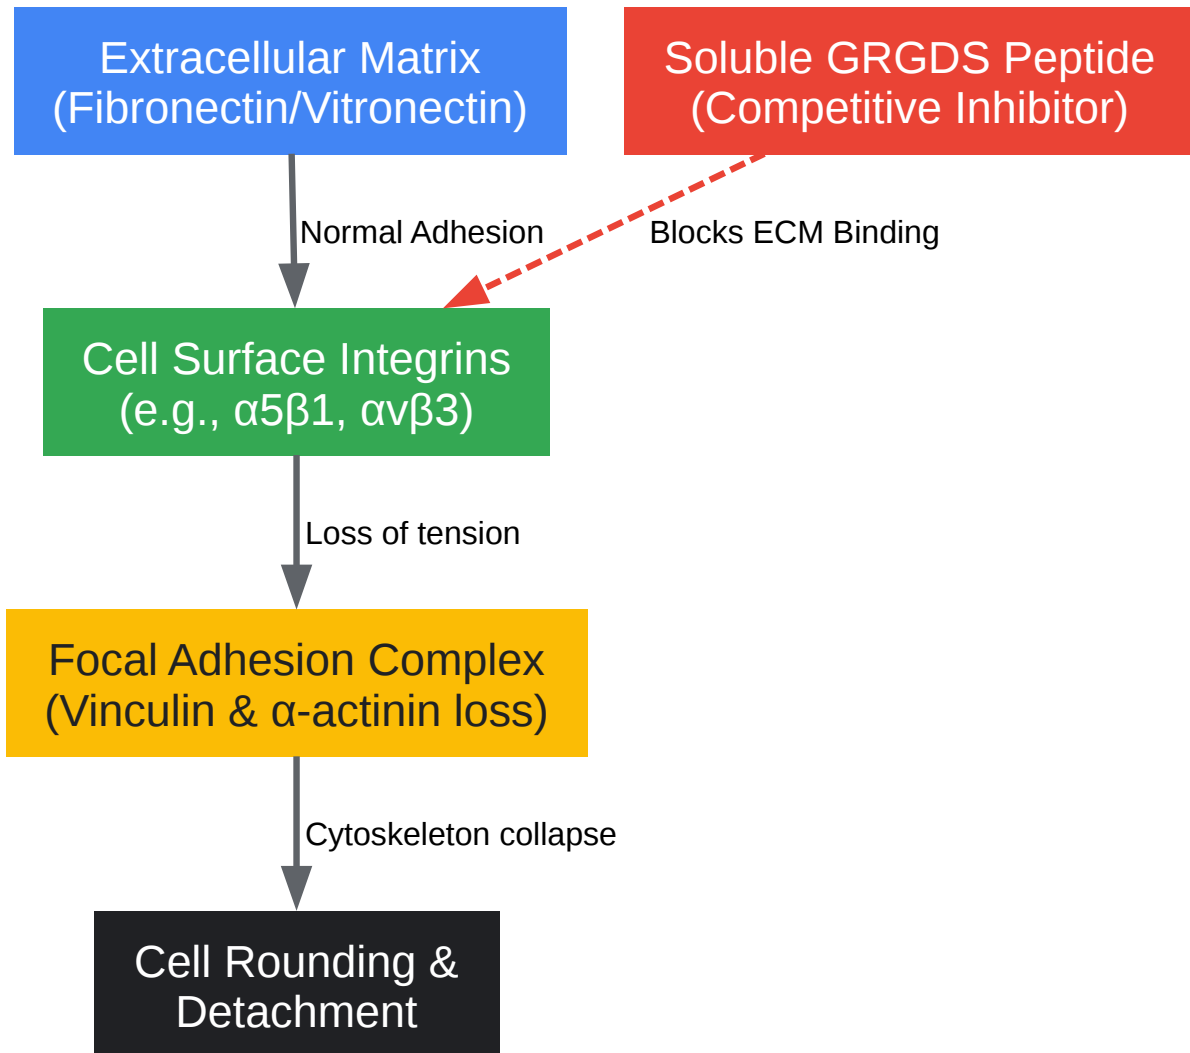 Extracellular Matrix
(Fibronectin/Vitronectin)
Soluble GRGDS Peptide
(Competitive Inhibitor)
Normal Adhesion
Blocks ECM Binding
Cell Surface Integrins
(e.g., α5β1, αvβ3)
Loss of tension
Focal Adhesion Complex
(Vinculin & α-actinin loss)
Cytoskeleton collapse
Cell Rounding &
Detachment